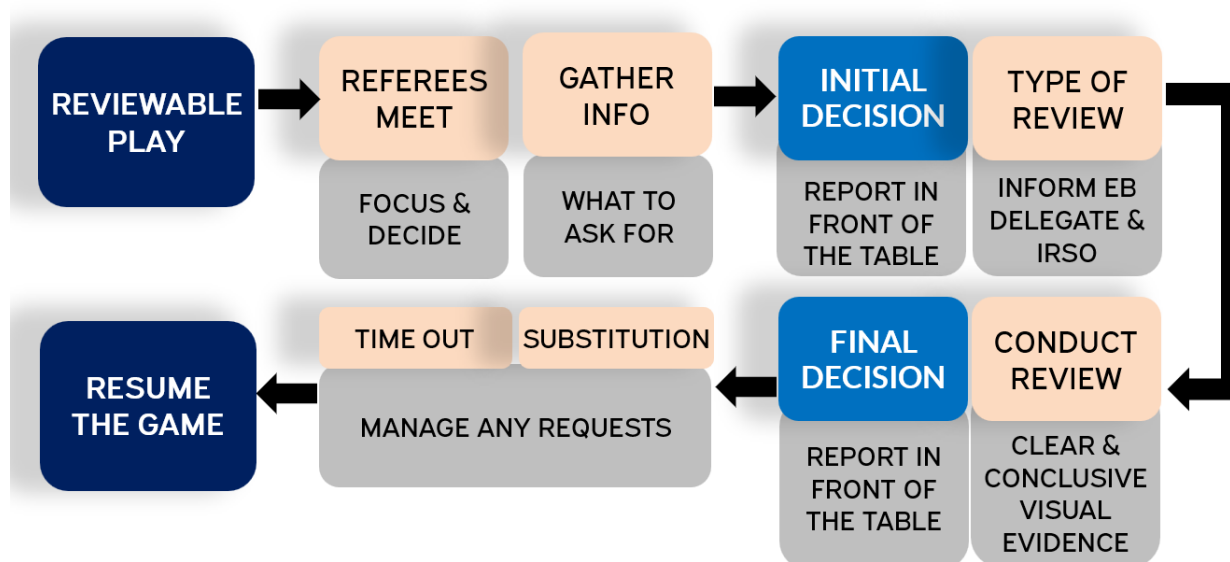 REVIEWABLE
PLAY
REFEREES
MEET
FOCUS &
DECIDE
GATHER
INFO
WHAT TO
ASK FOR
INITIAL
DECISION
REPORT IN
FRONT OF
THE TABLE
TYPE OF
REVIEW
INFORM EB
DELEGATE &
IRSO
CONDUCT
REVIEW
CLEAR &
CONCLUSIVE
VISUAL
EVIDENCE
FINAL
DECISION
REPORT IN
FRONT OF
THE TABLE
TIME OUT
SUBSTITUTION
MANAGE ANY REQUESTS
RESUME
THE GAME